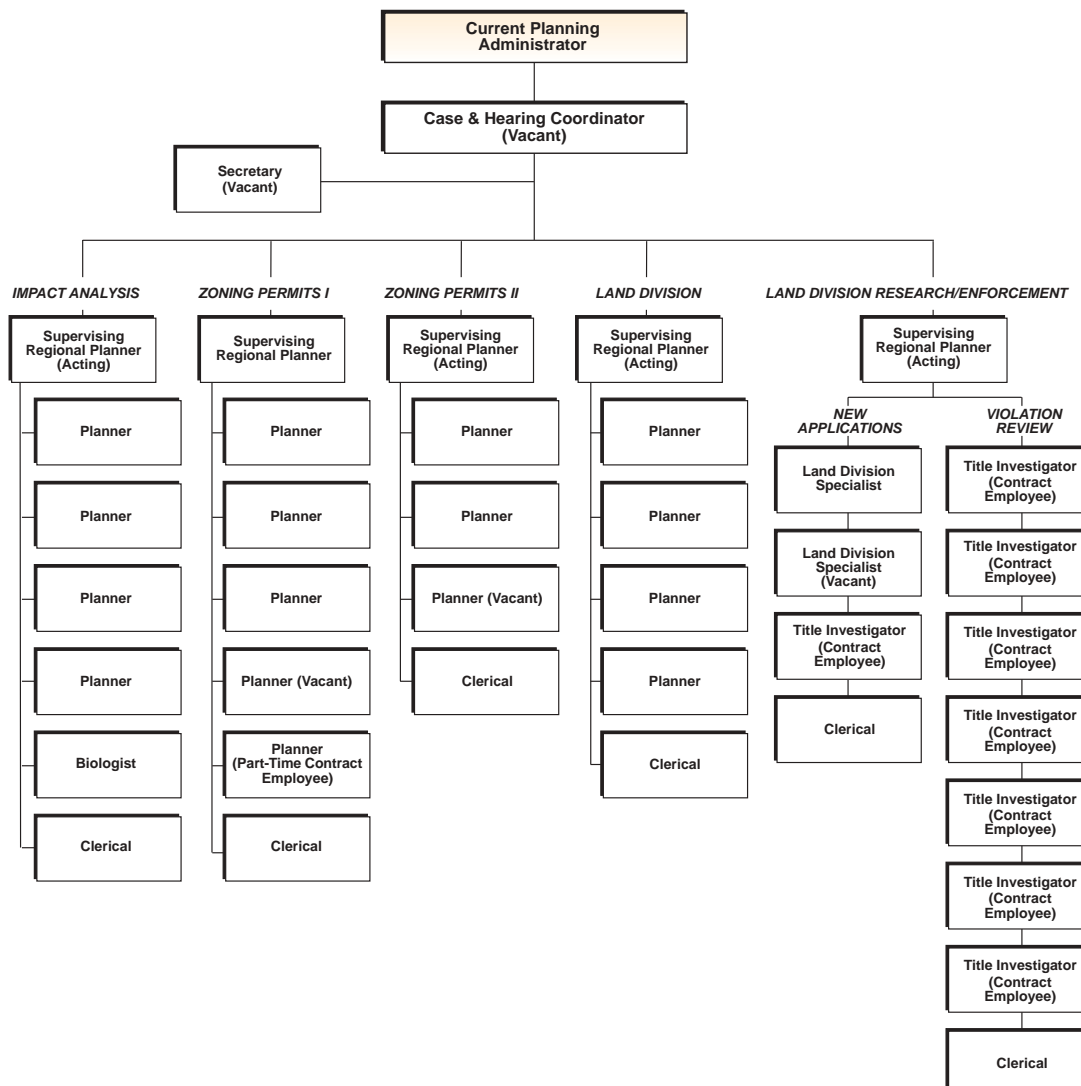 Current Planning
Administrator
Case & Hearing Coordinator
(Vacant)
Secretary
(Vacant)
IMPACT ANALYSIS
Supervising
Regional Planner
(Acting)
Planner
Planner
Planner
Planner
Biologist
Clerical
ZONING PERMITS I
Supervising
Regional Planner
Planner
Planner
Planner
Planner (Vacant)
Planner
(Part-Time Contract
Employee)
Clerical
ZONING PERMITS II
Supervising
Regional Planner
(Acting)
Planner
Planner
Planner (Vacant)
Clerical
LAND DIVISION
Supervising
Regional Planner
(Acting)
Planner
Planner
Planner
Planner
Clerical
LAND DIVISION RESEARCH/ENFORCEMENT
Supervising
Regional Planner
(Acting)
NEW
APPLICATIONS
Land Division
Specialist
Land Division
Specialist
(Vacant)
Title Investigator
(Contract
Employee)
Clerical
VIOLATION
REVIEW
Title Investigator
(Contract
Employee)
Title Investigator
(Contract
Employee)
Title Investigator
(Contract
Employee)
Title Investigator
(Contract
Employee)
Title Investigator
(Contract
Employee)
Title Investigator
(Contract
Employee)
Title Investigator
(Contract
Employee)
Clerical